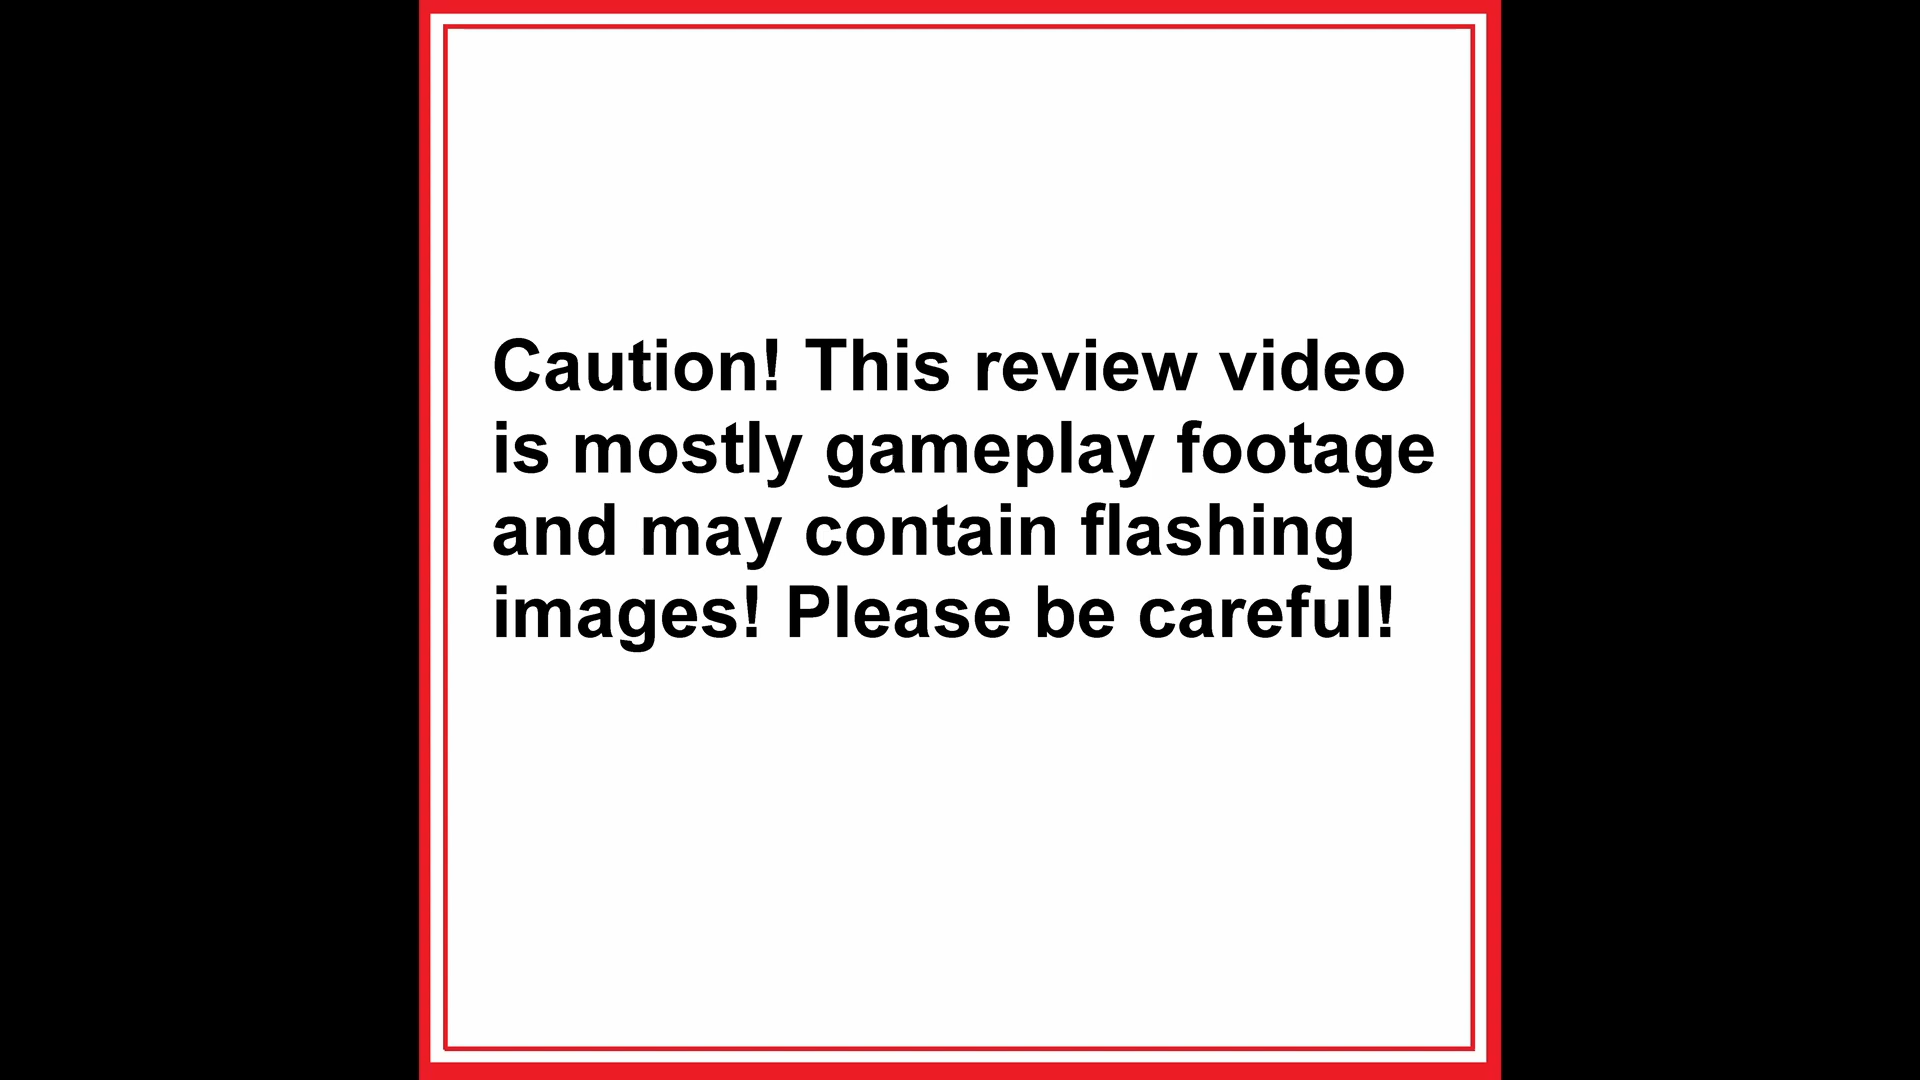 Caution! This review video
is mostly gameplay footage
and may contain flashing
images! Please be careful!